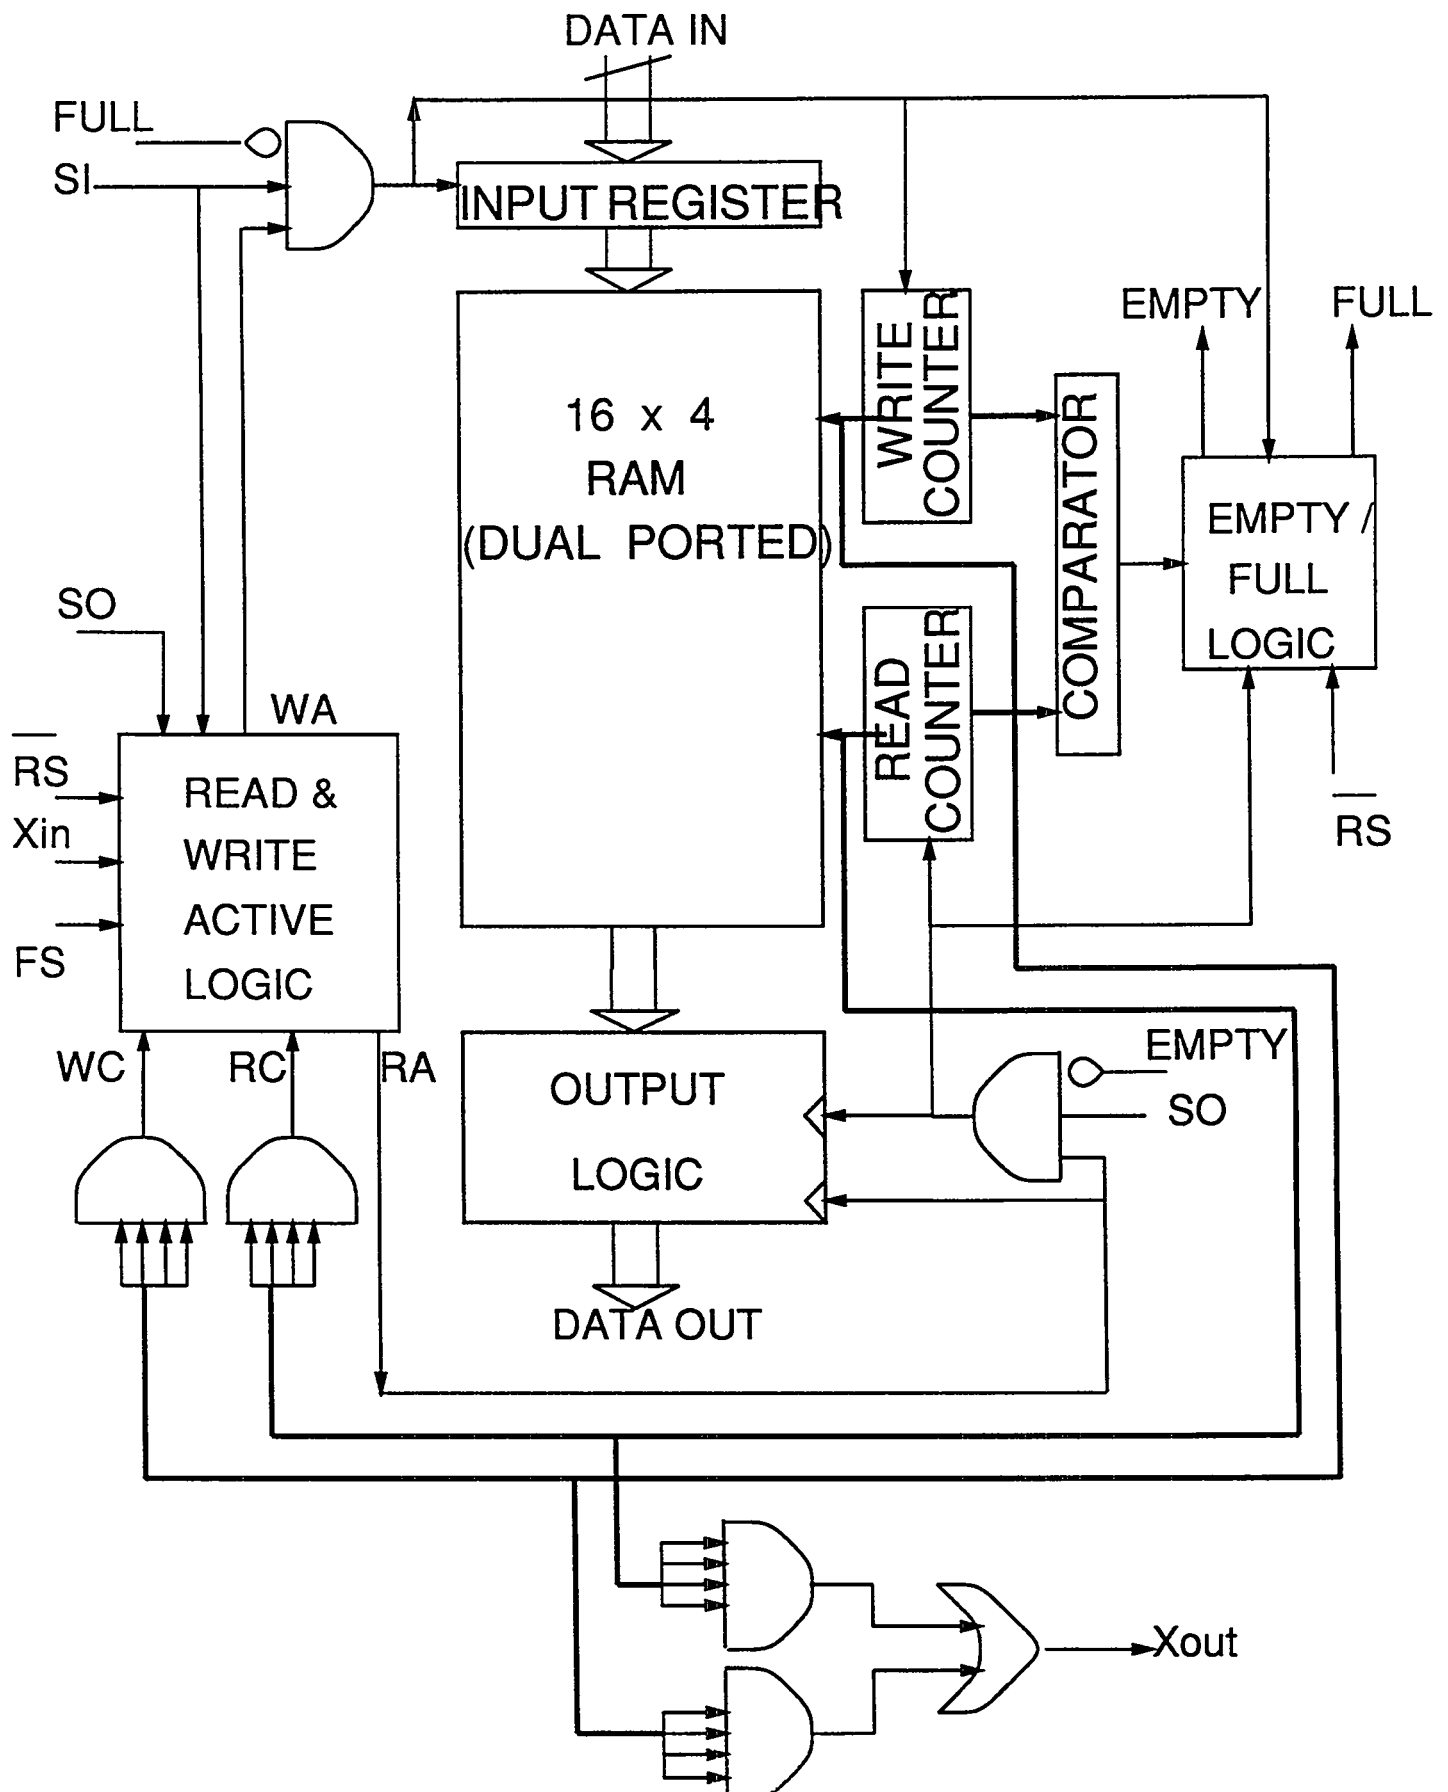 DATA IN
FULL
SI
INPUT REGISTER
WRITE
COUNTER
EMPTY
FULL
16 x 4
RAM
(DUAL PORTED)
COMPARATOR
EMPTY /
FULL
LOGIC
SO
READ
COUNTER
WA
RS
Xin
FS
READ &
WRITE
ACTIVE
LOGIC
RS
WC
RC
RA
OUTPUT
LOGIC
EMPTY
SO
DATA OUT
Xout